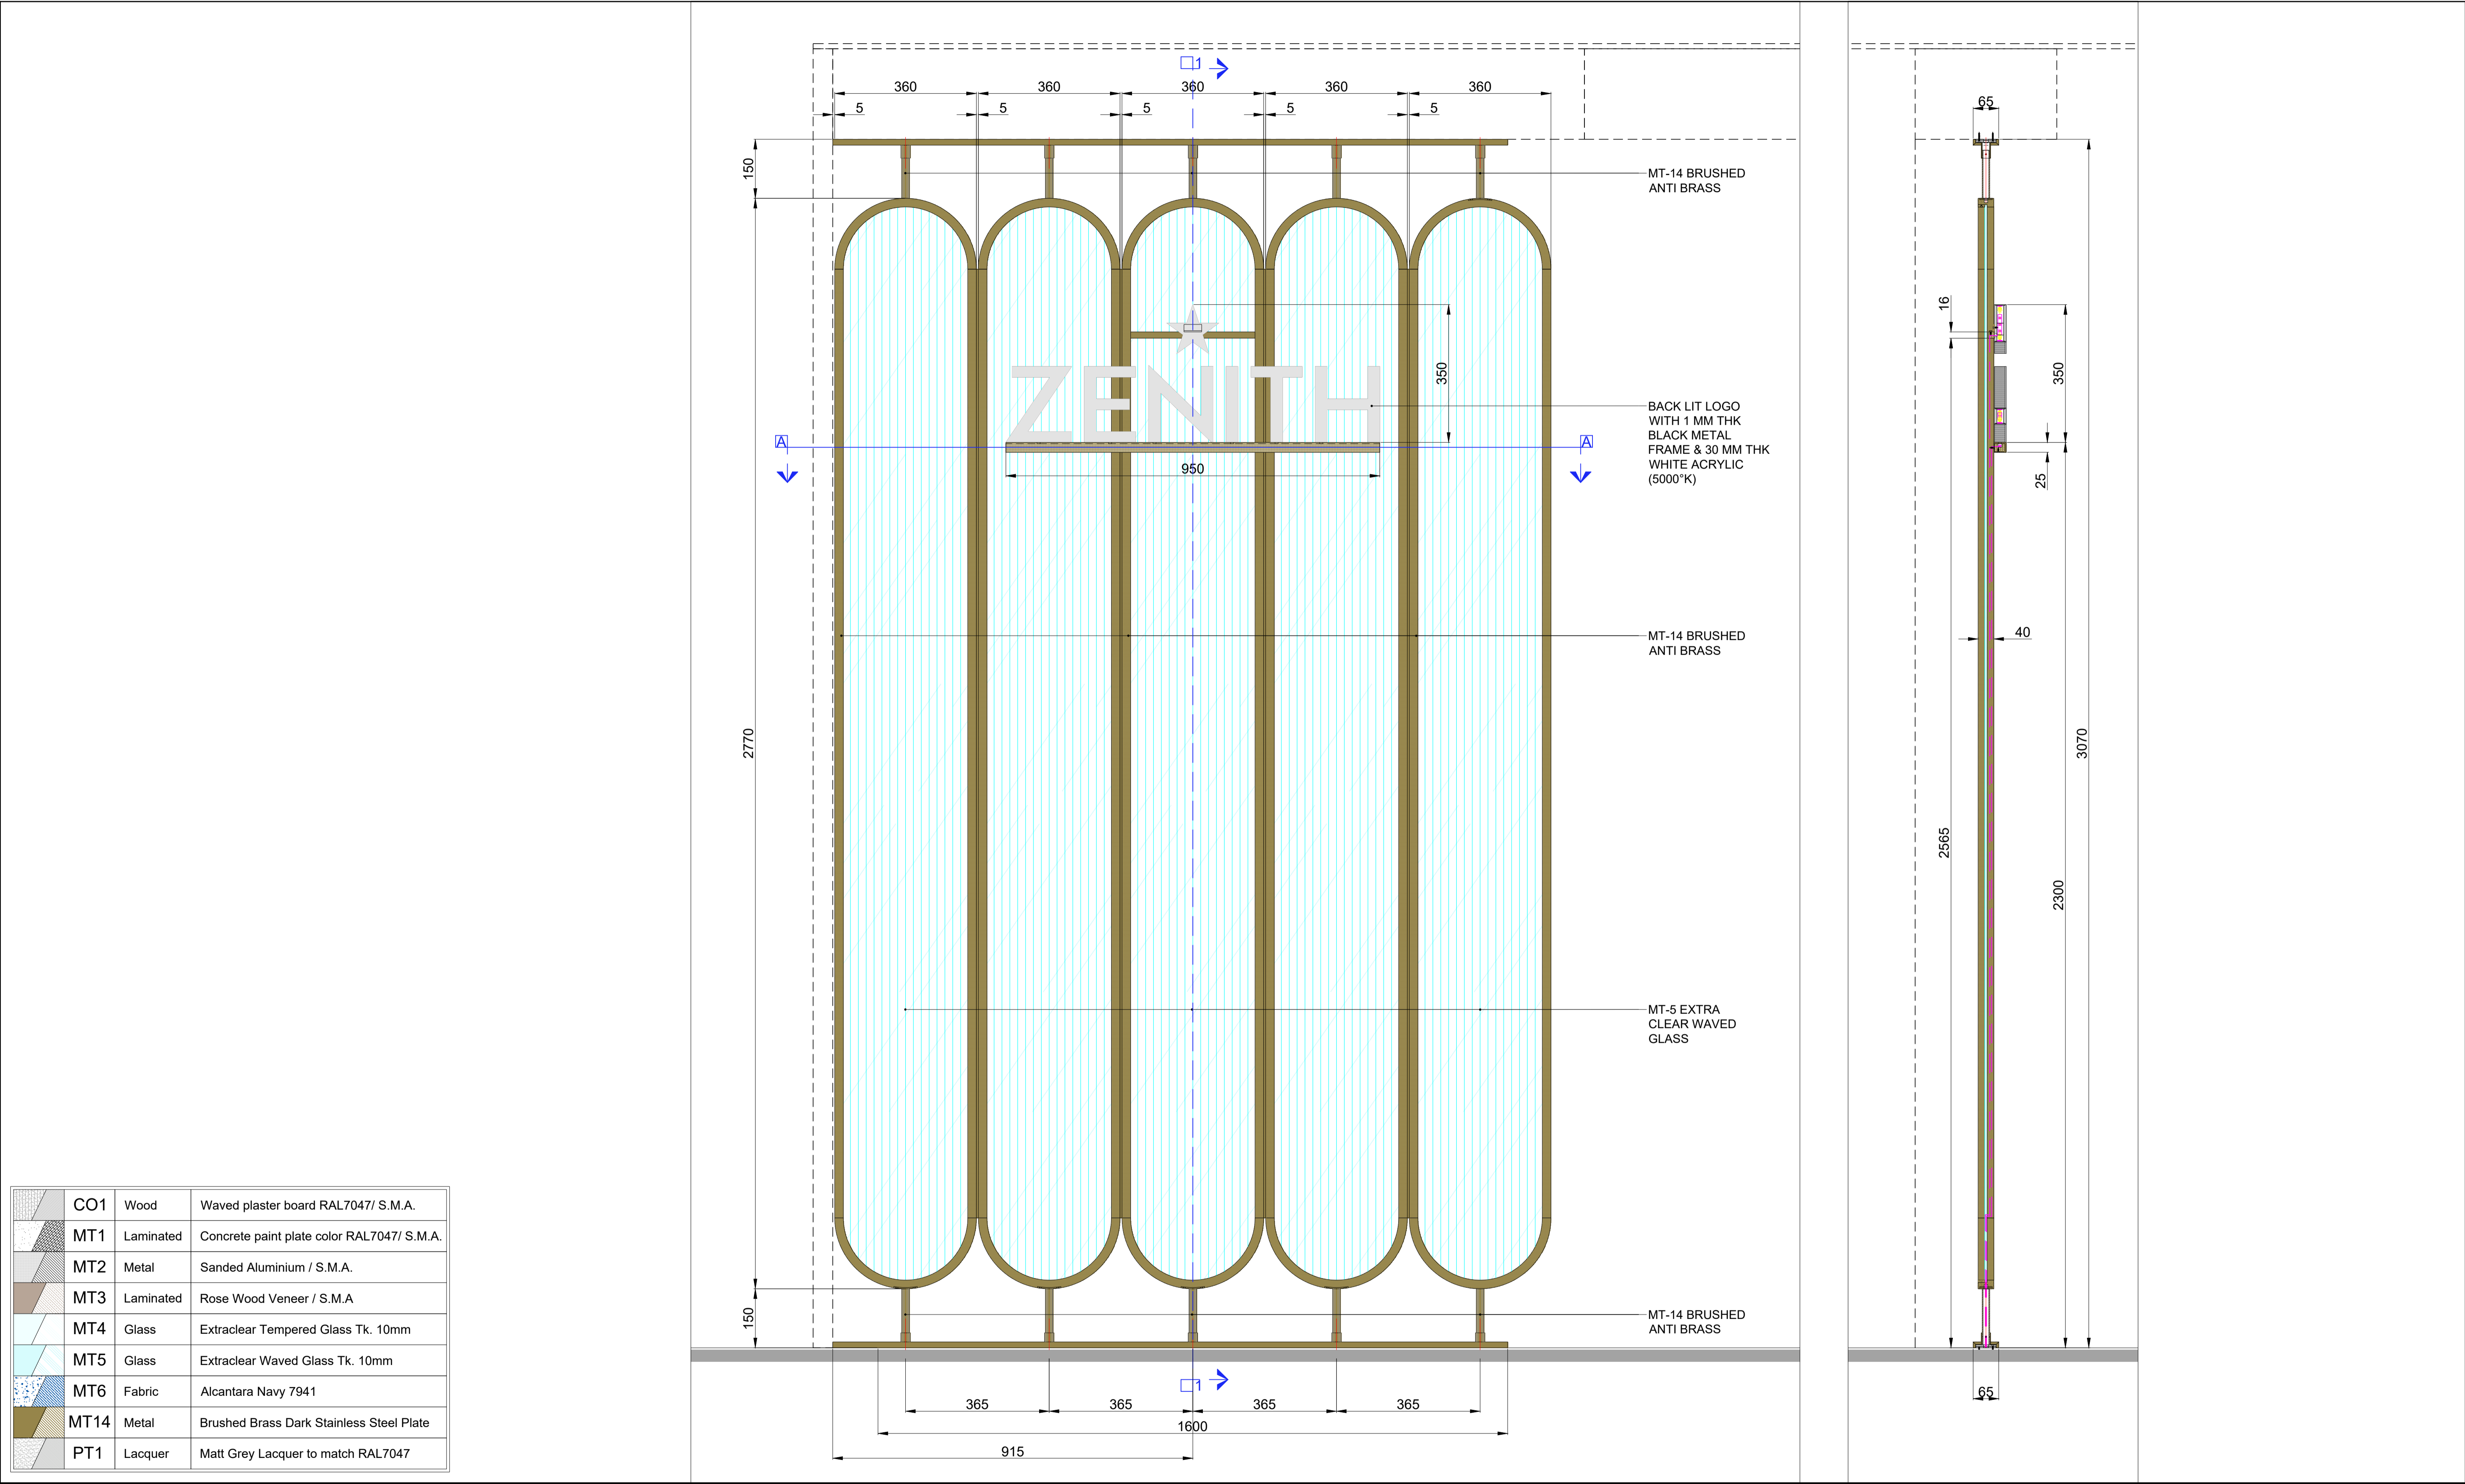 1
360 360 360 360 360
5 5 5 5 5
65
150
MT-14 BRUSHED
ANTI BRASS
16
ZENITH
350
350
BACK LIT LOGO
WITH 1 MM THK
BLACK METAL
FRAME & 30 MM THK
WHITE ACRYLIC
(5000°K)
A A
950
25
MT-14 BRUSHED
ANTI BRASS
40
2770
3070
2565
2300
MT-5 EXTRA
CLEAR WAVED
GLASS
150
MT-14 BRUSHED
ANTI BRASS
1
65
365 365 365 365
1600
915
CO1 Wood Waved plaster board RAL7047/ S.M.A.
MT1 Laminated Concrete paint plate color RAL7047/ S.M.A.
MT2 Metal Sanded Aluminium / S.M.A.
MT3 Laminated Rose Wood Veneer / S.M.A
MT4 Glass Extraclear Tempered Glass Tk. 10mm
MT5 Glass Extraclear Waved Glass Tk. 10mm
MT6 Fabric Alcantara Navy 7941
MT14 Metal Brushed Brass Dark Stainless Steel Plate
PT1 Lacquer Matt Grey Lacquer to match RAL7047